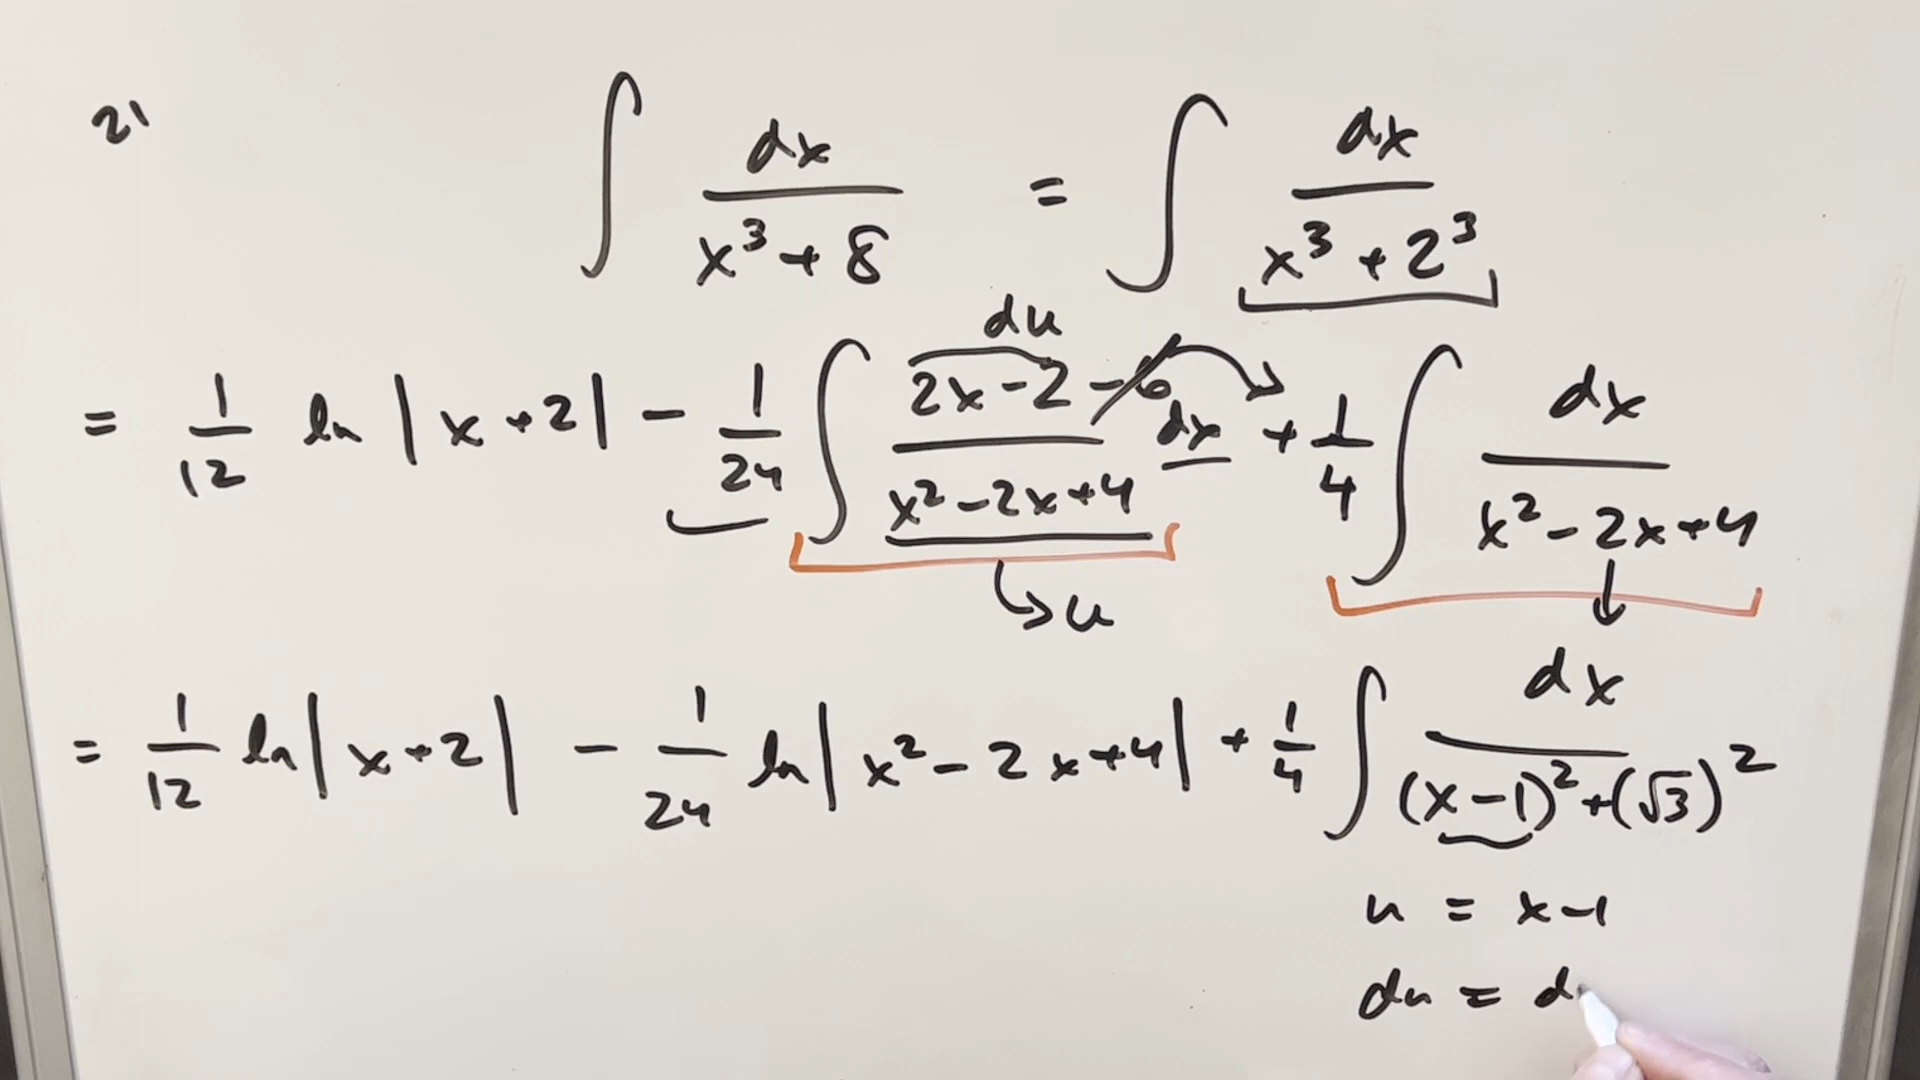 21
∫ dx / (x³ + 8) = ∫ dx / (x³ + 2³)
= 1/12 ln |x + 2| − 1/24 ∫ (2x − 2 − 6) / (x² − 2x + 4) dx + 1/4 ∫ dx / (x² − 2x + 4)
du
→ u
= 1/12 ln |x + 2| − 1/24 ln |x² − 2x + 4| + 1/4 ∫ dx / ((x − 1)² + (√3)²)
u = x − 1
du = d